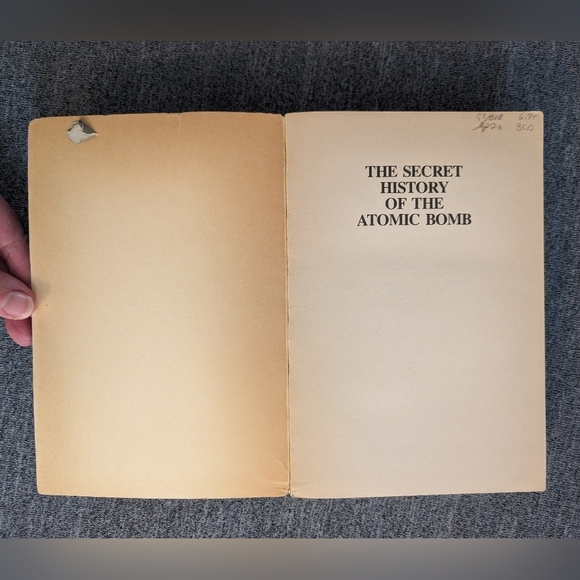 THE SECRET
HISTORY
OF THE
ATOMIC BOMB